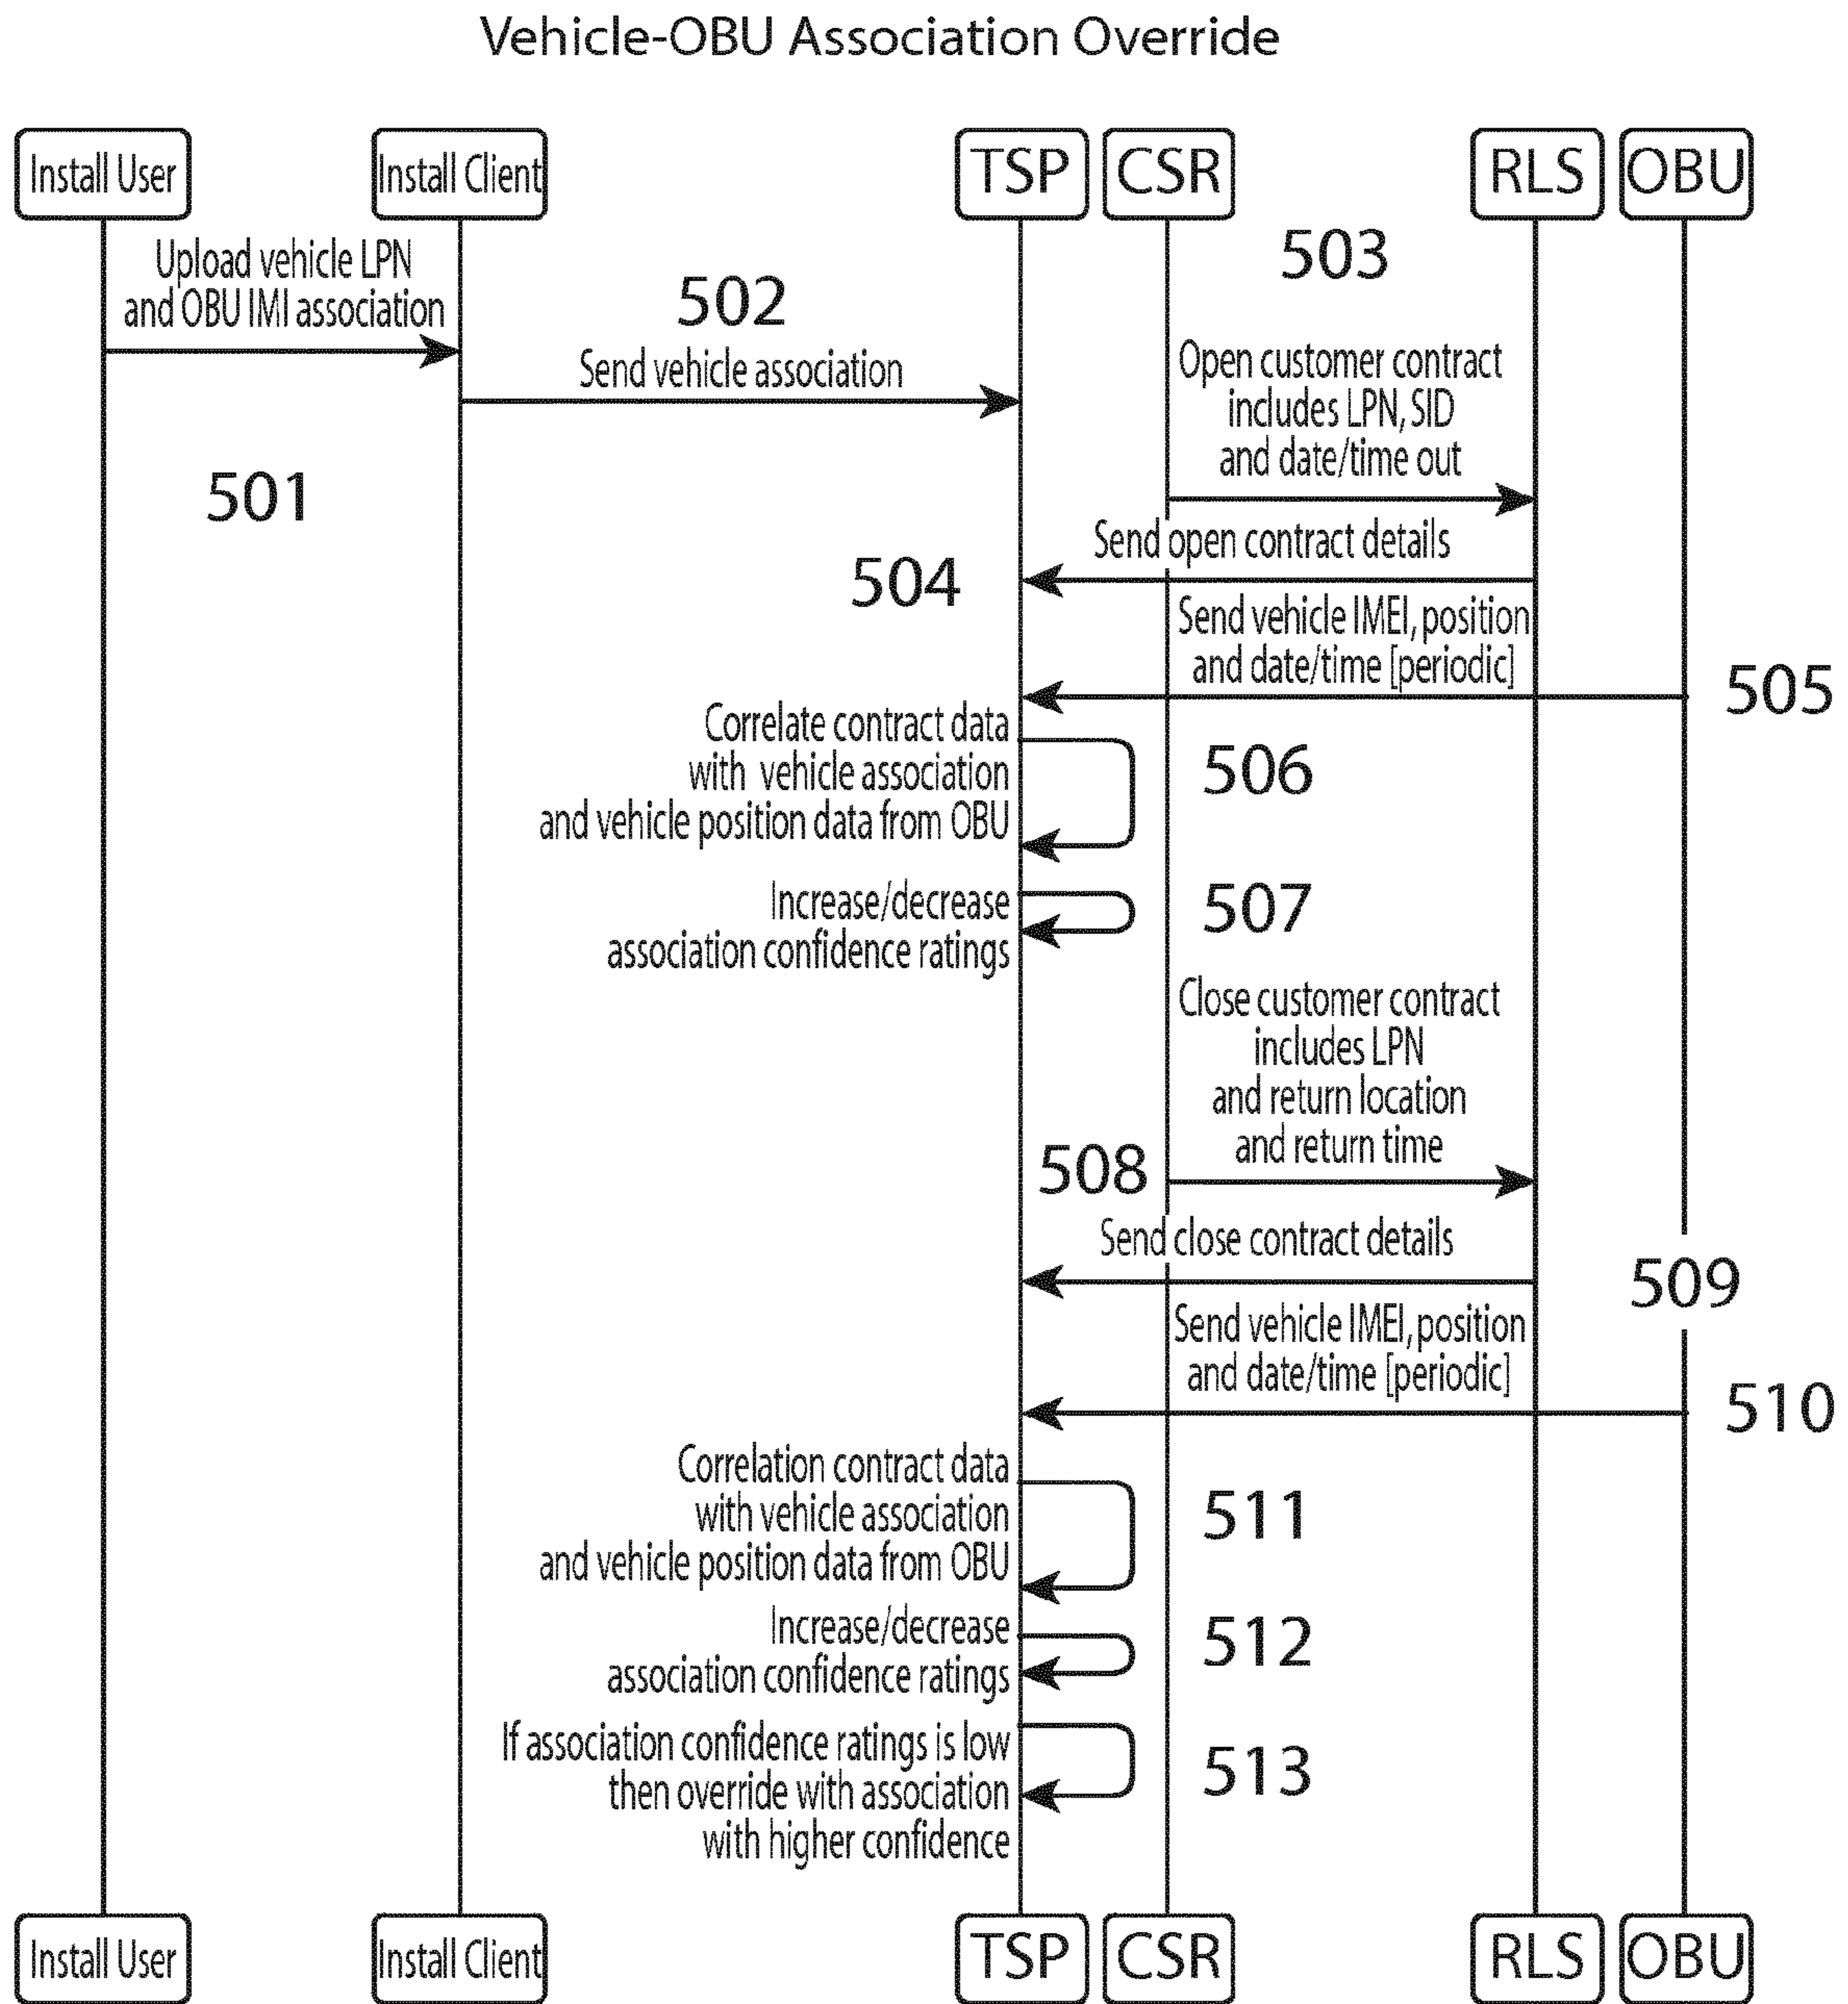 Vehicle-OBU Association Override
Install User
Install Client
TSP
CSR
RLS
OBU
Upload vehicle LPN
and OBU IMI association
501
502
Send vehicle association
503
Open customer contract
includes LPN, SID
and date/time out
Send open contract details
504
Send vehicle IMEI, position
and date/time [periodic]
505
Correlate contract data
with vehicle association
and vehicle position data from OBU
506
Increase/decrease
association confidence ratings
507
Close customer contract
includes LPN
and return location
and return time
508
Send close contract details
509
Send vehicle IMEI, position
and date/time [periodic]
510
Correlation contract data
with vehicle association
and vehicle position data from OBU
511
Increase/decrease
association confidence ratings
512
If association confidence ratings is low
then override with association
with higher confidence
513
Install User
Install Client
TSP
CSR
RLS
OBU